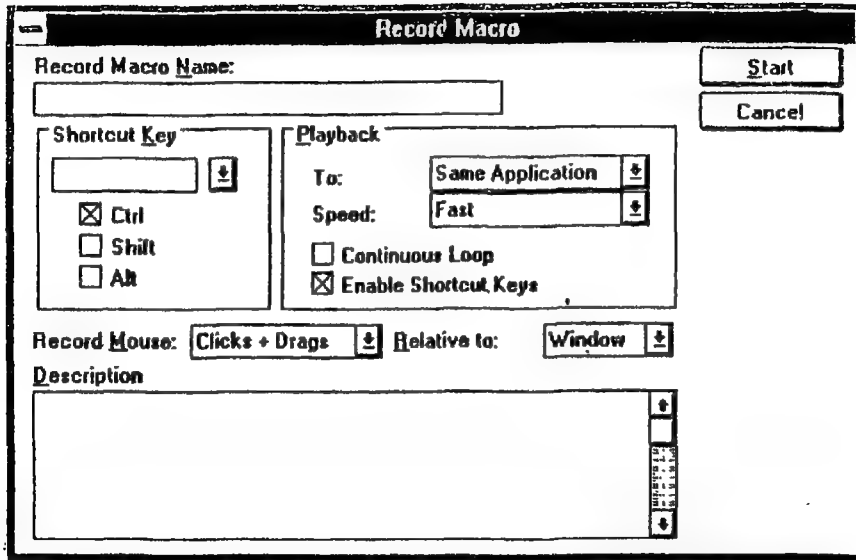 Record Macro
Record Macro Name:
Start
Cancel
Shortcut Key
Ctrl
Shift
Alt
Playback
To: Same Application
Speed: Fast
Continuous Loop
Enable Shortcut Keys
Record Mouse: Clicks + Drags Relative to: Window
Description